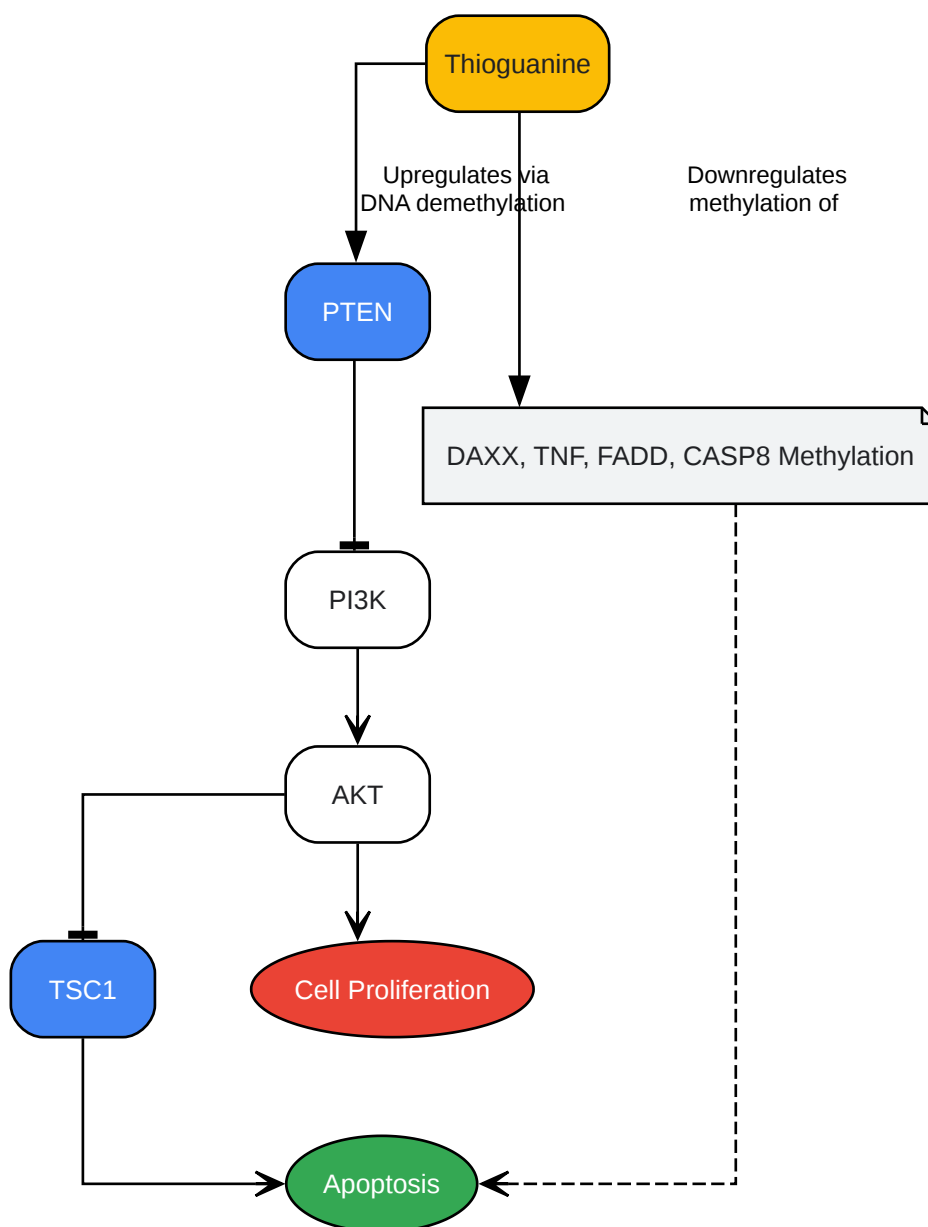 Thioguanine
Upregulates via
DNA demethylation
Downregulates
methylation of
PTEN
DAXX, TNF, FADD, CASP8 Methylation
PI3K
AKT
TSC1
Cell Proliferation
Apoptosis